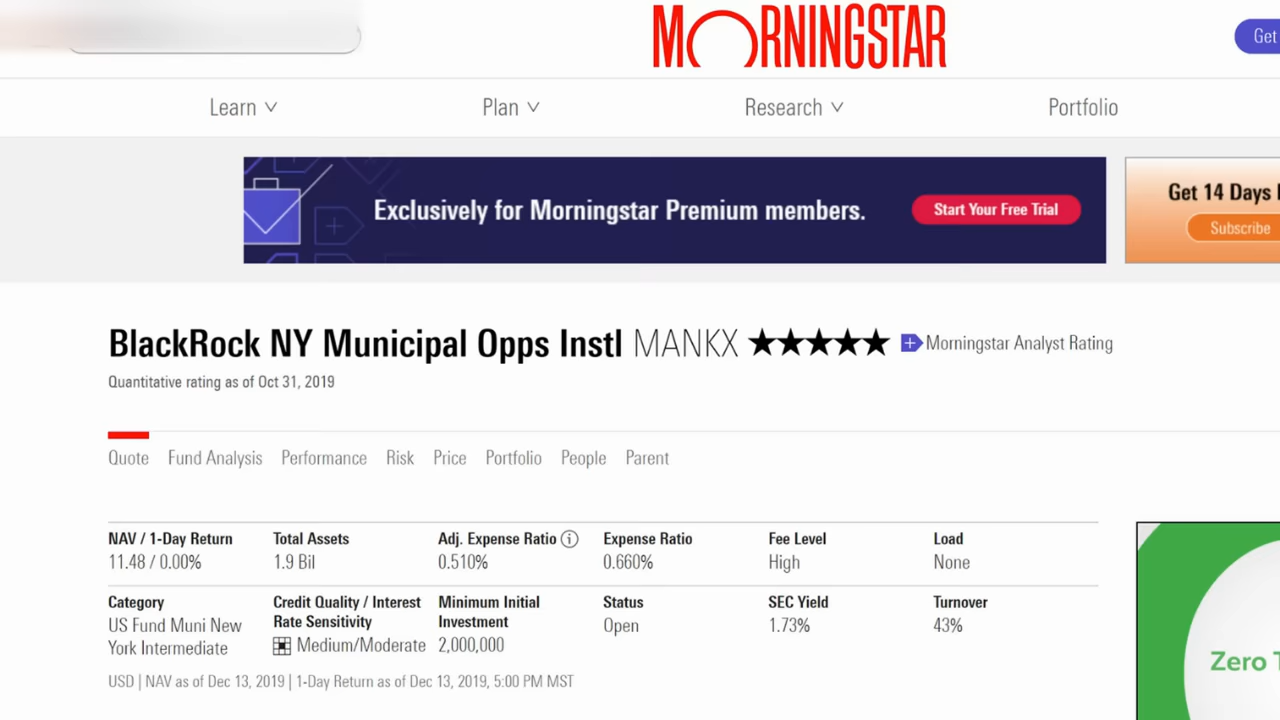 MORNINGSTAR
Get
Learn
Plan
Research
Portfolio
Exclusively for Morningstar Premium members.
Start Your Free Trial
Get 14 Days
Subscribe
BlackRock NY Municipal Opps Instl MANKX ★★★★★ Morningstar Analyst Rating
Quantitative rating as of Oct 31, 2019
Quote Fund Analysis Performance Risk Price Portfolio People Parent
NAV / 1-Day Return Total Assets Adj. Expense Ratio Expense Ratio Fee Level Load
11.48 / 0.00% 1.9 Bil 0.510% 0.660% High None
Category
US Fund Muni New
York Intermediate
Credit Quality / Interest
Rate Sensitivity
Medium/Moderate
Minimum Initial
Investment
2,000,000
Status
Open
SEC Yield
1.73%
Turnover
43%
USD | NAV as of Dec 13, 2019 | 1-Day Return as of Dec 13, 2019, 5:00 PM MST
Zero